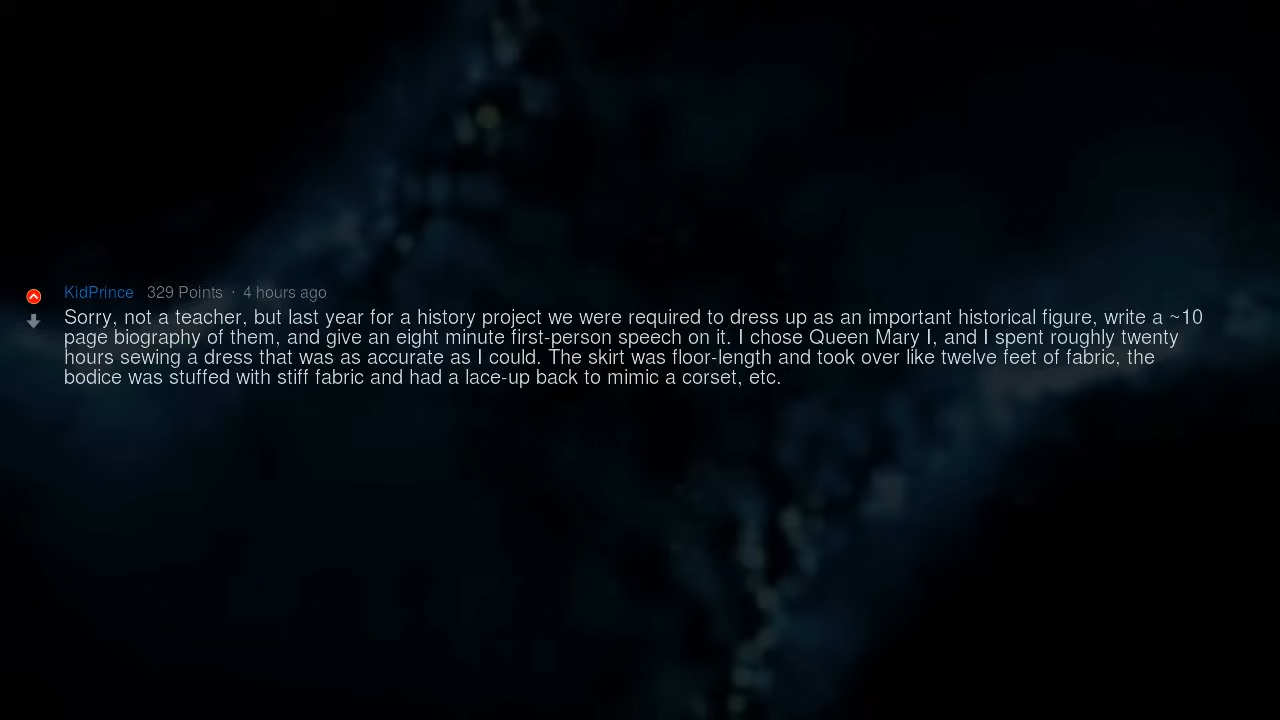 KidPrince 329 Points · 4 hours ago
Sorry, not a teacher, but last year for a history project we were required to dress up as an important historical figure, write a ~10
page biography of them, and give an eight minute first-person speech on it. I chose Queen Mary I, and I spent roughly twenty
hours sewing a dress that was as accurate as I could. The skirt was floor-length and took over like twelve feet of fabric, the
bodice was stuffed with stiff fabric and had a lace-up back to mimic a corset, etc.